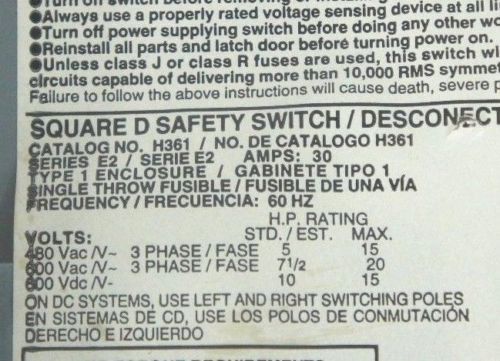 Turn off switch before removing or installing
●Always use a properly rated voltage sensing device at all
●Turn off power supplying switch before doing any other
●Reinstall all parts and latch door before turning power on.
●Unless class J or class R fuses are used, this switch
circuits capable of delivering more than 10,000 RMS
Failure to follow the above instructions will cause death, severe
SQUARE D SAFETY SWITCH / DESCONECT
CATALOG NO. H361 / NO. DE CATALOGO H361
SERIES E2 / SERIE E2 AMPS: 30
TYPE 1 ENCLOSURE / GABINETE TIPO 1
SINGLE THROW FUSIBLE / FUSIBLE DE UNA VÍA
FREQUENCY / FRECUENCIA: 60 HZ
H.P. RATING
VOLTS: STD. / EST. MAX.
480 Vac /V~ 3 PHASE / FASE 5 15
600 Vac /V~ 3 PHASE / FASE 7½ 20
600 Vdc /V- 10 15
ON DC SYSTEMS, USE LEFT AND RIGHT SWITCHING POLES
EN SISTEMAS DE CD, USE LOS POLOS DE CONMUTACIÓN
DERECHO E IZQUIERDO